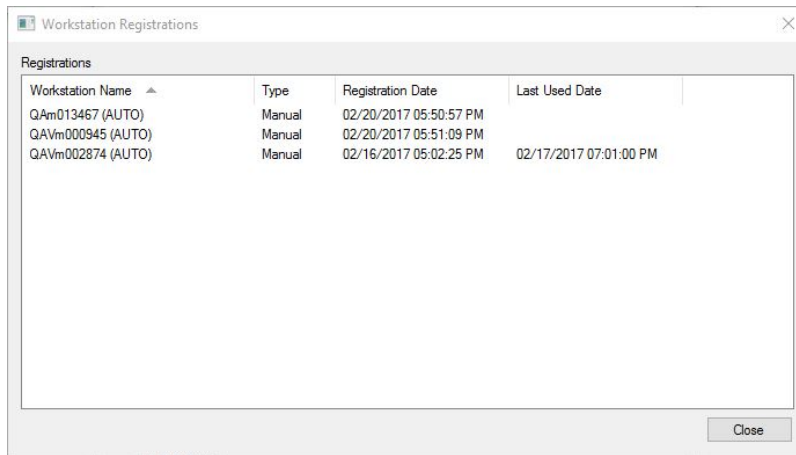 Workstation Registrations
Registrations
Workstation Name Type Registration Date Last Used Date
QAm013467 (AUTO) Manual 02/20/2017 05:50:57 PM
QAVm000945 (AUTO) Manual 02/20/2017 05:51:09 PM
QAVm002874 (AUTO) Manual 02/16/2017 05:02:25 PM 02/17/2017 07:01:00 PM
Close